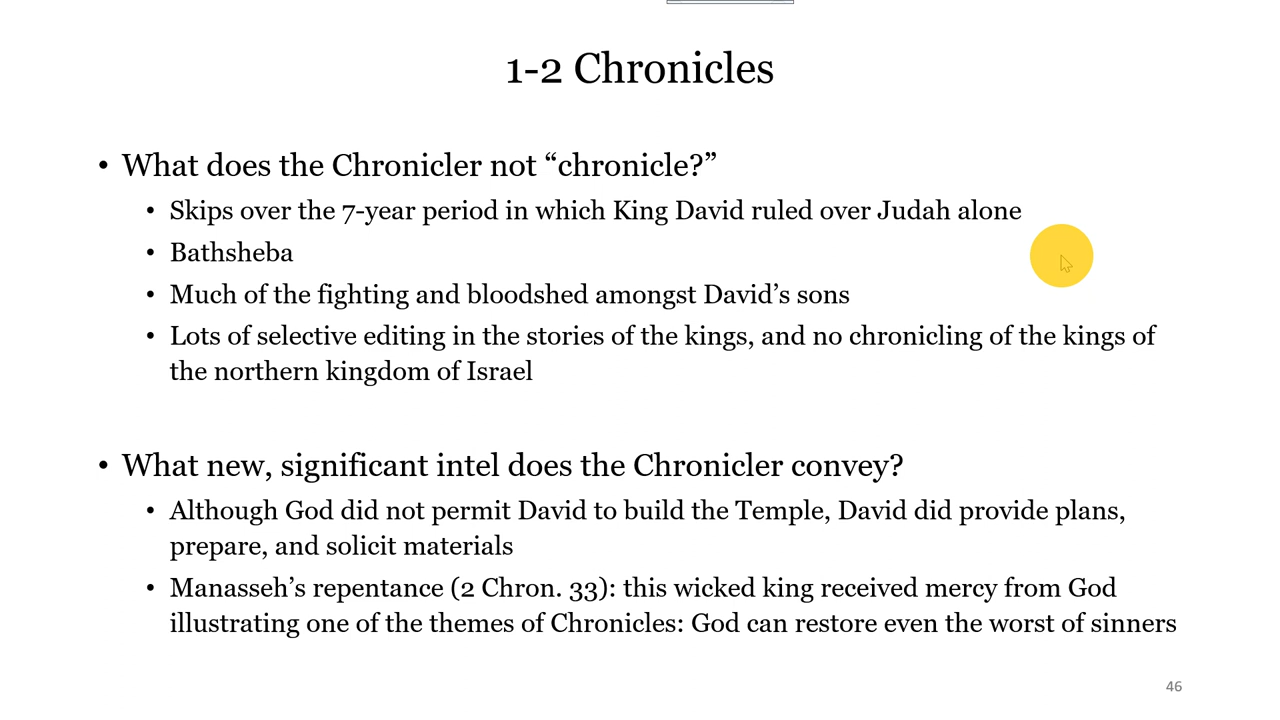 1-2 Chronicles
• What does the Chronicler not “chronicle?”
• Skips over the 7-year period in which King David ruled over Judah alone
• Bathsheba
• Much of the fighting and bloodshed amongst David’s sons
• Lots of selective editing in the stories of the kings, and no chronicling of the kings of
the northern kingdom of Israel
• What new, significant intel does the Chronicler convey?
• Although God did not permit David to build the Temple, David did provide plans,
prepare, and solicit materials
• Manasseh’s repentance (2 Chron. 33): this wicked king received mercy from God
illustrating one of the themes of Chronicles: God can restore even the worst of sinners
46